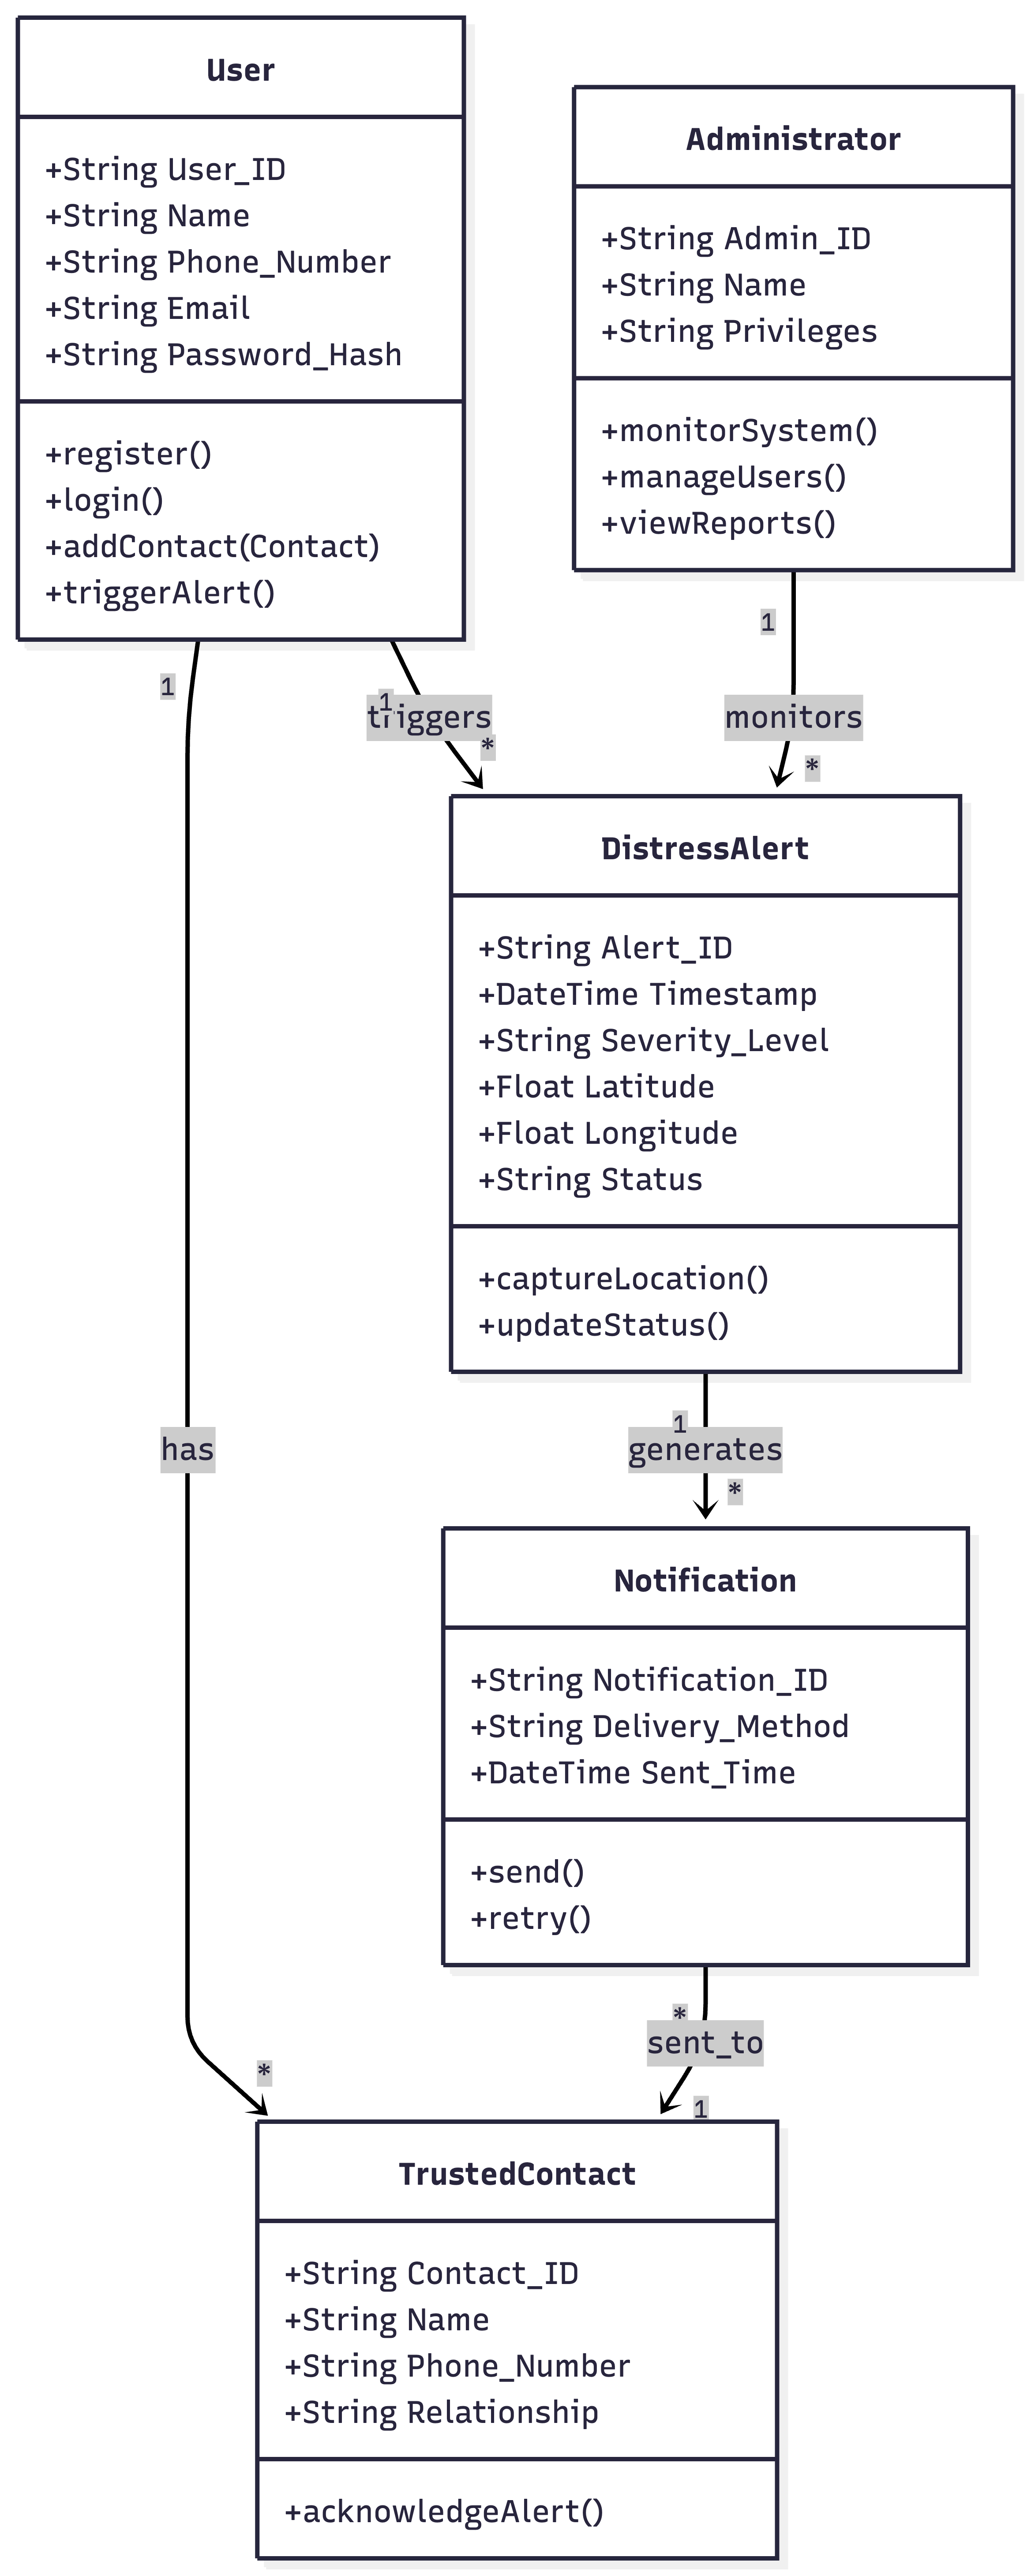 User
+String User_ID
+String Name
+String Phone_Number
+String Email
+String Password_Hash
+register()
+login()
+addContact(Contact)
+triggerAlert()
Administrator
+String Admin_ID
+String Name
+String Privileges
+monitorSystem()
+manageUsers()
+viewReports()
1
1
triggers
*
1
monitors
*
DistressAlert
+String Alert_ID
+DateTime Timestamp
+String Severity_Level
+Float Latitude
+Float Longitude
+String Status
+captureLocation()
+updateStatus()
has
1
generates
*
Notification
+String Notification_ID
+String Delivery_Method
+DateTime Sent_Time
+send()
+retry()
*
sent_to
1
*
TrustedContact
+String Contact_ID
+String Name
+String Phone_Number
+String Relationship
+acknowledgeAlert()